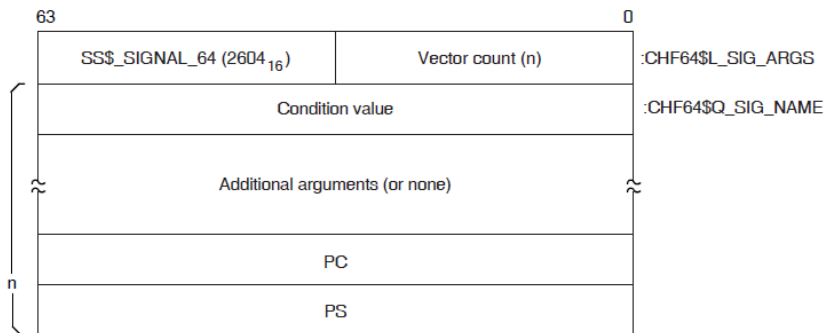 63 0
SS$_SIGNAL_64 (2604₁₆) Vector count (n) :CHF64$L_SIG_ARGS
Condition value :CHF64$Q_SIG_NAME
Additional arguments (or none)
PC
n
PS